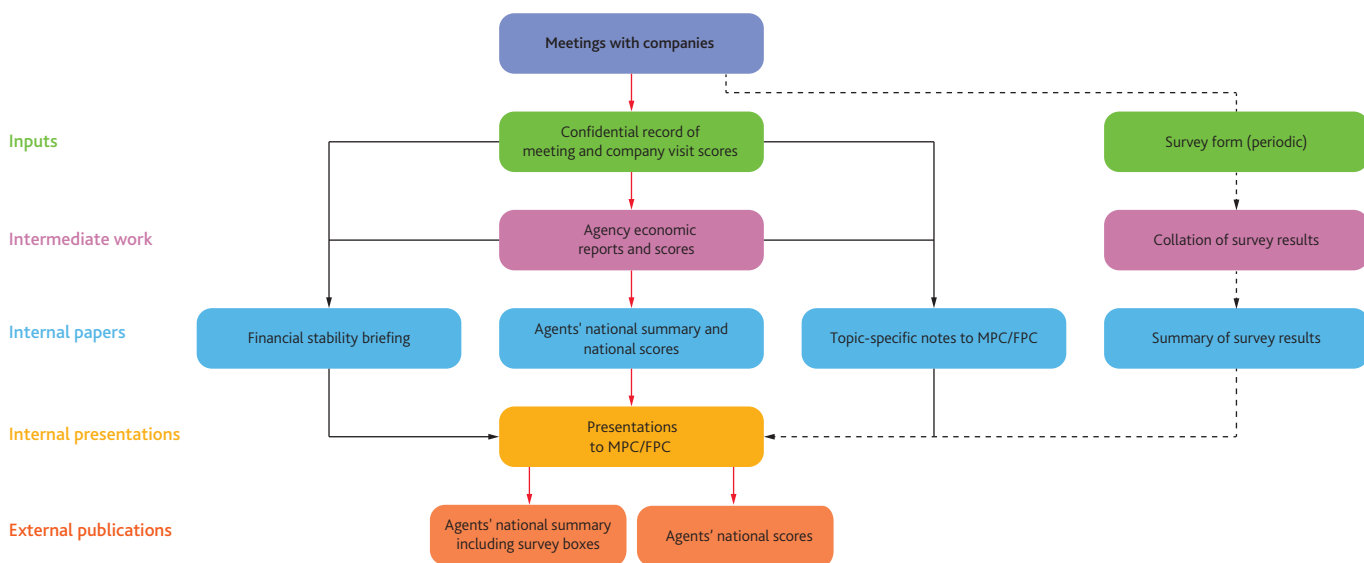 Meetings with companies
Inputs
Confidential record of
meeting and company visit scores
Survey form (periodic)
Intermediate work
Agency economic
reports and scores
Collation of survey results
Internal papers
Financial stability briefing
Agents' national summary and
national scores
Topic-specific notes to MPC/FPC
Summary of survey results
Internal presentations
Presentations
to MPC/FPC
External publications
Agents' national summary
including survey boxes
Agents' national scores